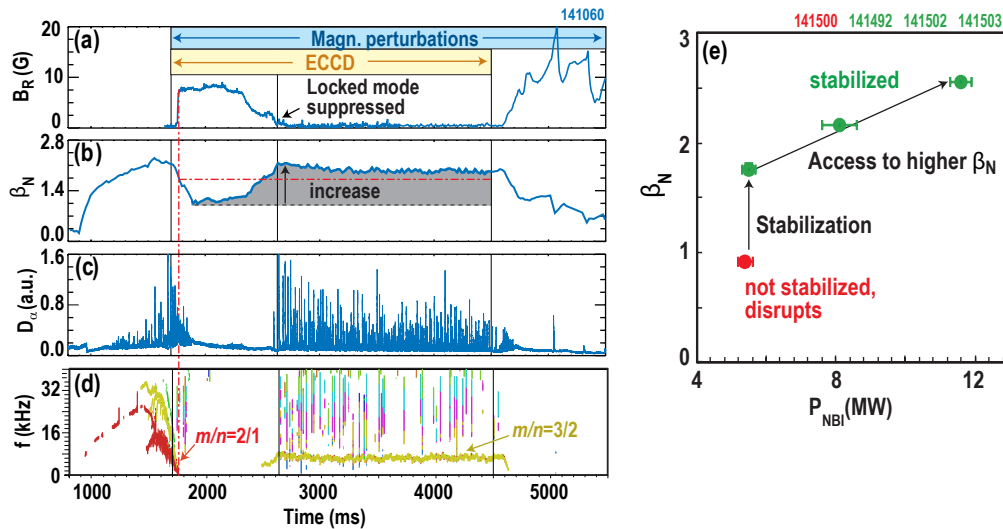 141060
(a)
Magn. perturbations
ECCD
Locked mode
suppressed
B_R (G)
20
10
0
(b)
increase
β_N
2.8
1.4
0.0
(c)
D_α (a.u.)
1.6
0.8
0.0
(d)
m/n=2/1
m/n=3/2
f (kHz)
32
16
0
1000 2000 3000 4000 5000
Time (ms)
141500 141492 141502 141503
(e)
stabilized
Access to higher β_N
Stabilization
not stabilized,
disrupts
β_N
3
2
1
0
4 8 12
P_NBI(MW)